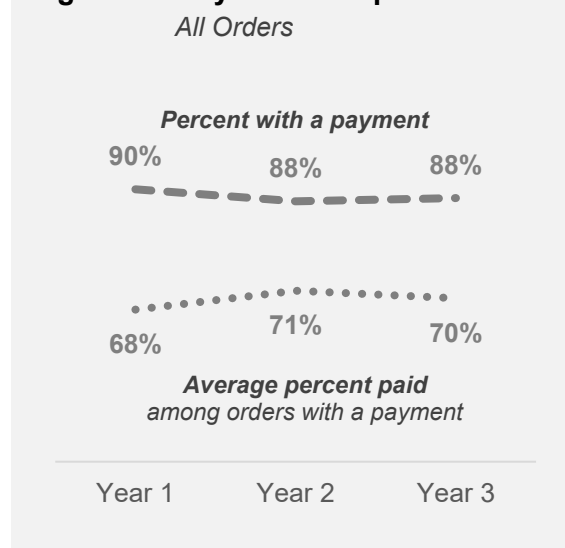 All Orders
Percent with a payment
90%
88%
88%
68%
71%
70%
Average percent paid
among orders with a payment
Year 1 Year 2 Year 3